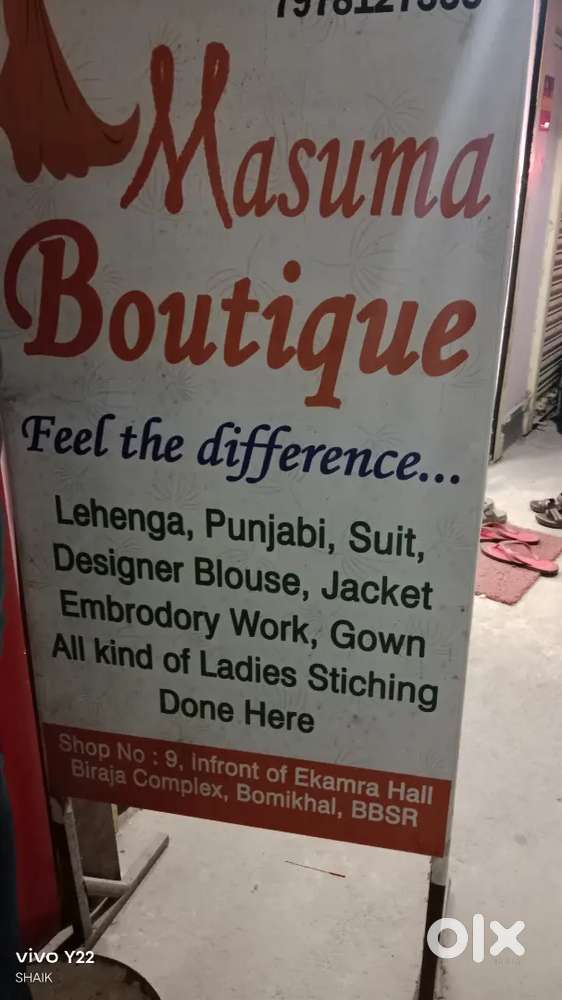 Masuma
Boutique
Feel the difference...
Lehenga, Punjabi, Suit,
Designer Blouse, Jacket
Embrodory Work, Gown
All kind of Ladies Stiching
Done Here
Shop No : 9, infront of Ekamra Hall
Biraja Complex, Bomikhal, BBSR
vivo Y22
SHAIK
olx